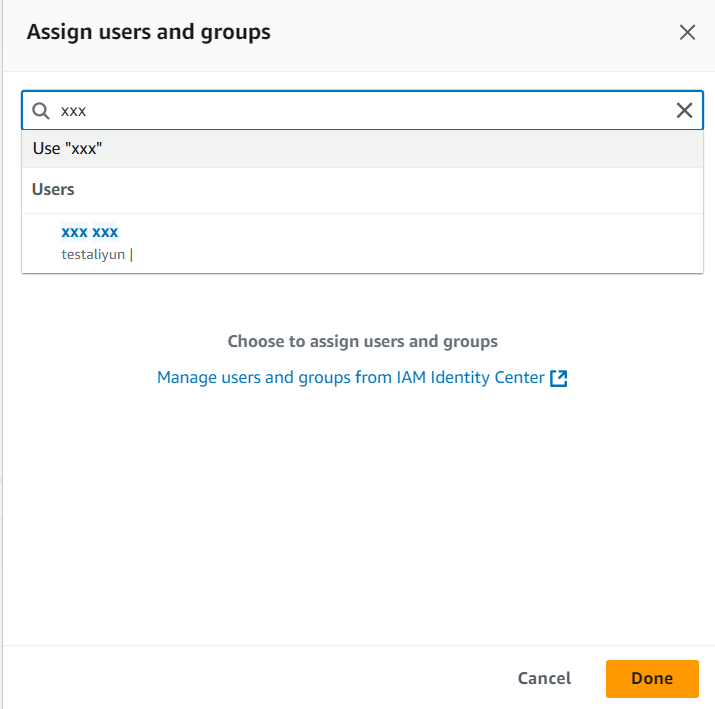 Assign users and groups
xxx
Use "xxx"
Users
xxx xxx
testaliyun |
Choose to assign users and groups
Manage users and groups from IAM Identity Center
Cancel
Done